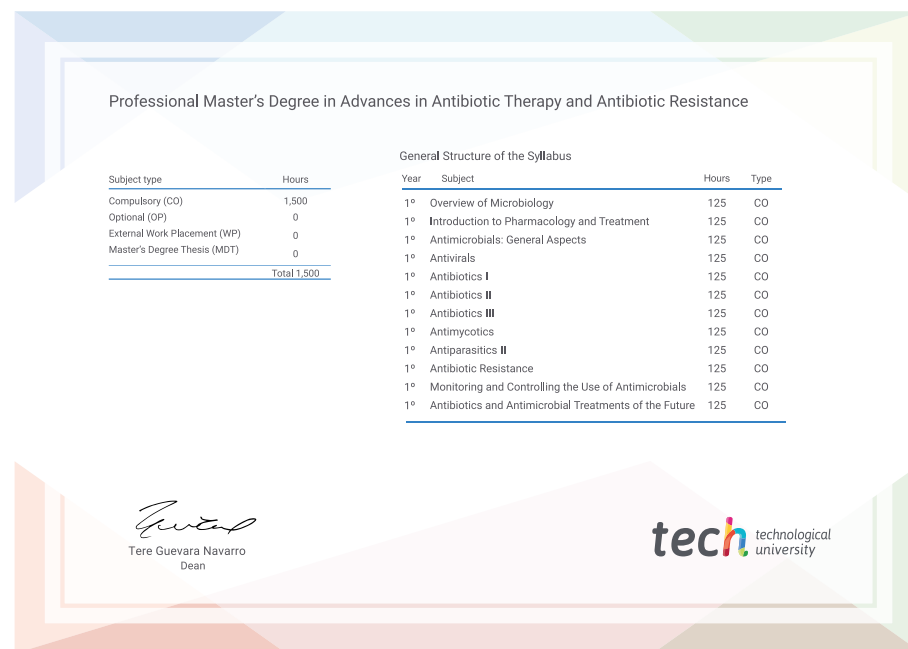 Professional Master's Degree in Advances in Antibiotic Therapy and Antibiotic Resistance
Subject type Hours
Compulsory (CO) 1,500
Optional (OP) 0
External Work Placement (WP) 0
Master's Degree Thesis (MDT) 0
Total 1,500
General Structure of the Syllabus
Year Subject Hours Type
1º Overview of Microbiology 125 CO
1º Introduction to Pharmacology and Treatment 125 CO
1º Antimicrobials: General Aspects 125 CO
1º Antivirals 125 CO
1º Antibiotics I 125 CO
1º Antibiotics II 125 CO
1º Antibiotics III 125 CO
1º Antimycotics 125 CO
1º Antiparasitics II 125 CO
1º Antibiotic Resistance 125 CO
1º Monitoring and Controlling the Use of Antimicrobials 125 CO
1º Antibiotics and Antimicrobial Treatments of the Future 125 CO
Tere Guevara Navarro
Dean
tech technological
university